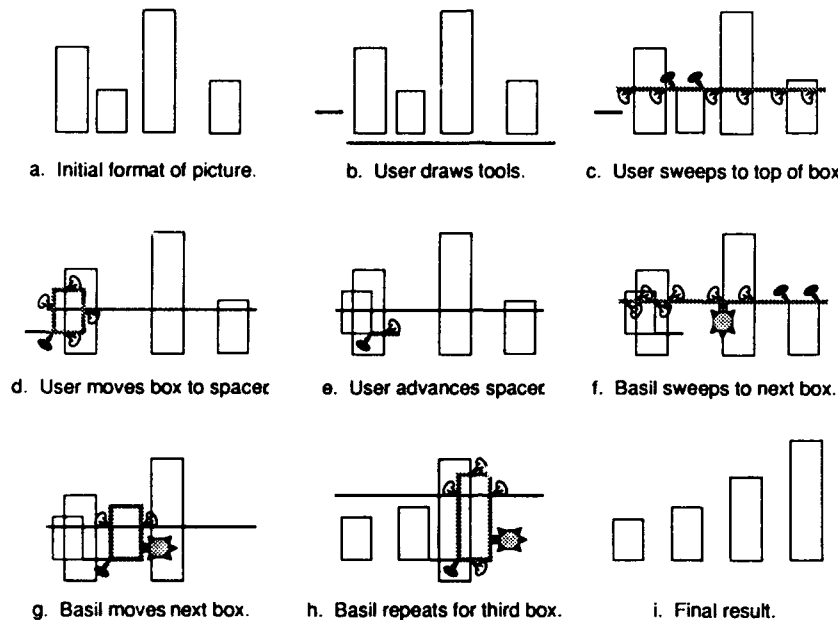 a. Initial format of picture.
b. User draws tools.
c. User sweeps to top of box
d. User moves box to spacer.
e. User advances spacer.
f. Basil sweeps to next box.
g. Basil moves next box.
h. Basil repeats for third box.
i. Final result.